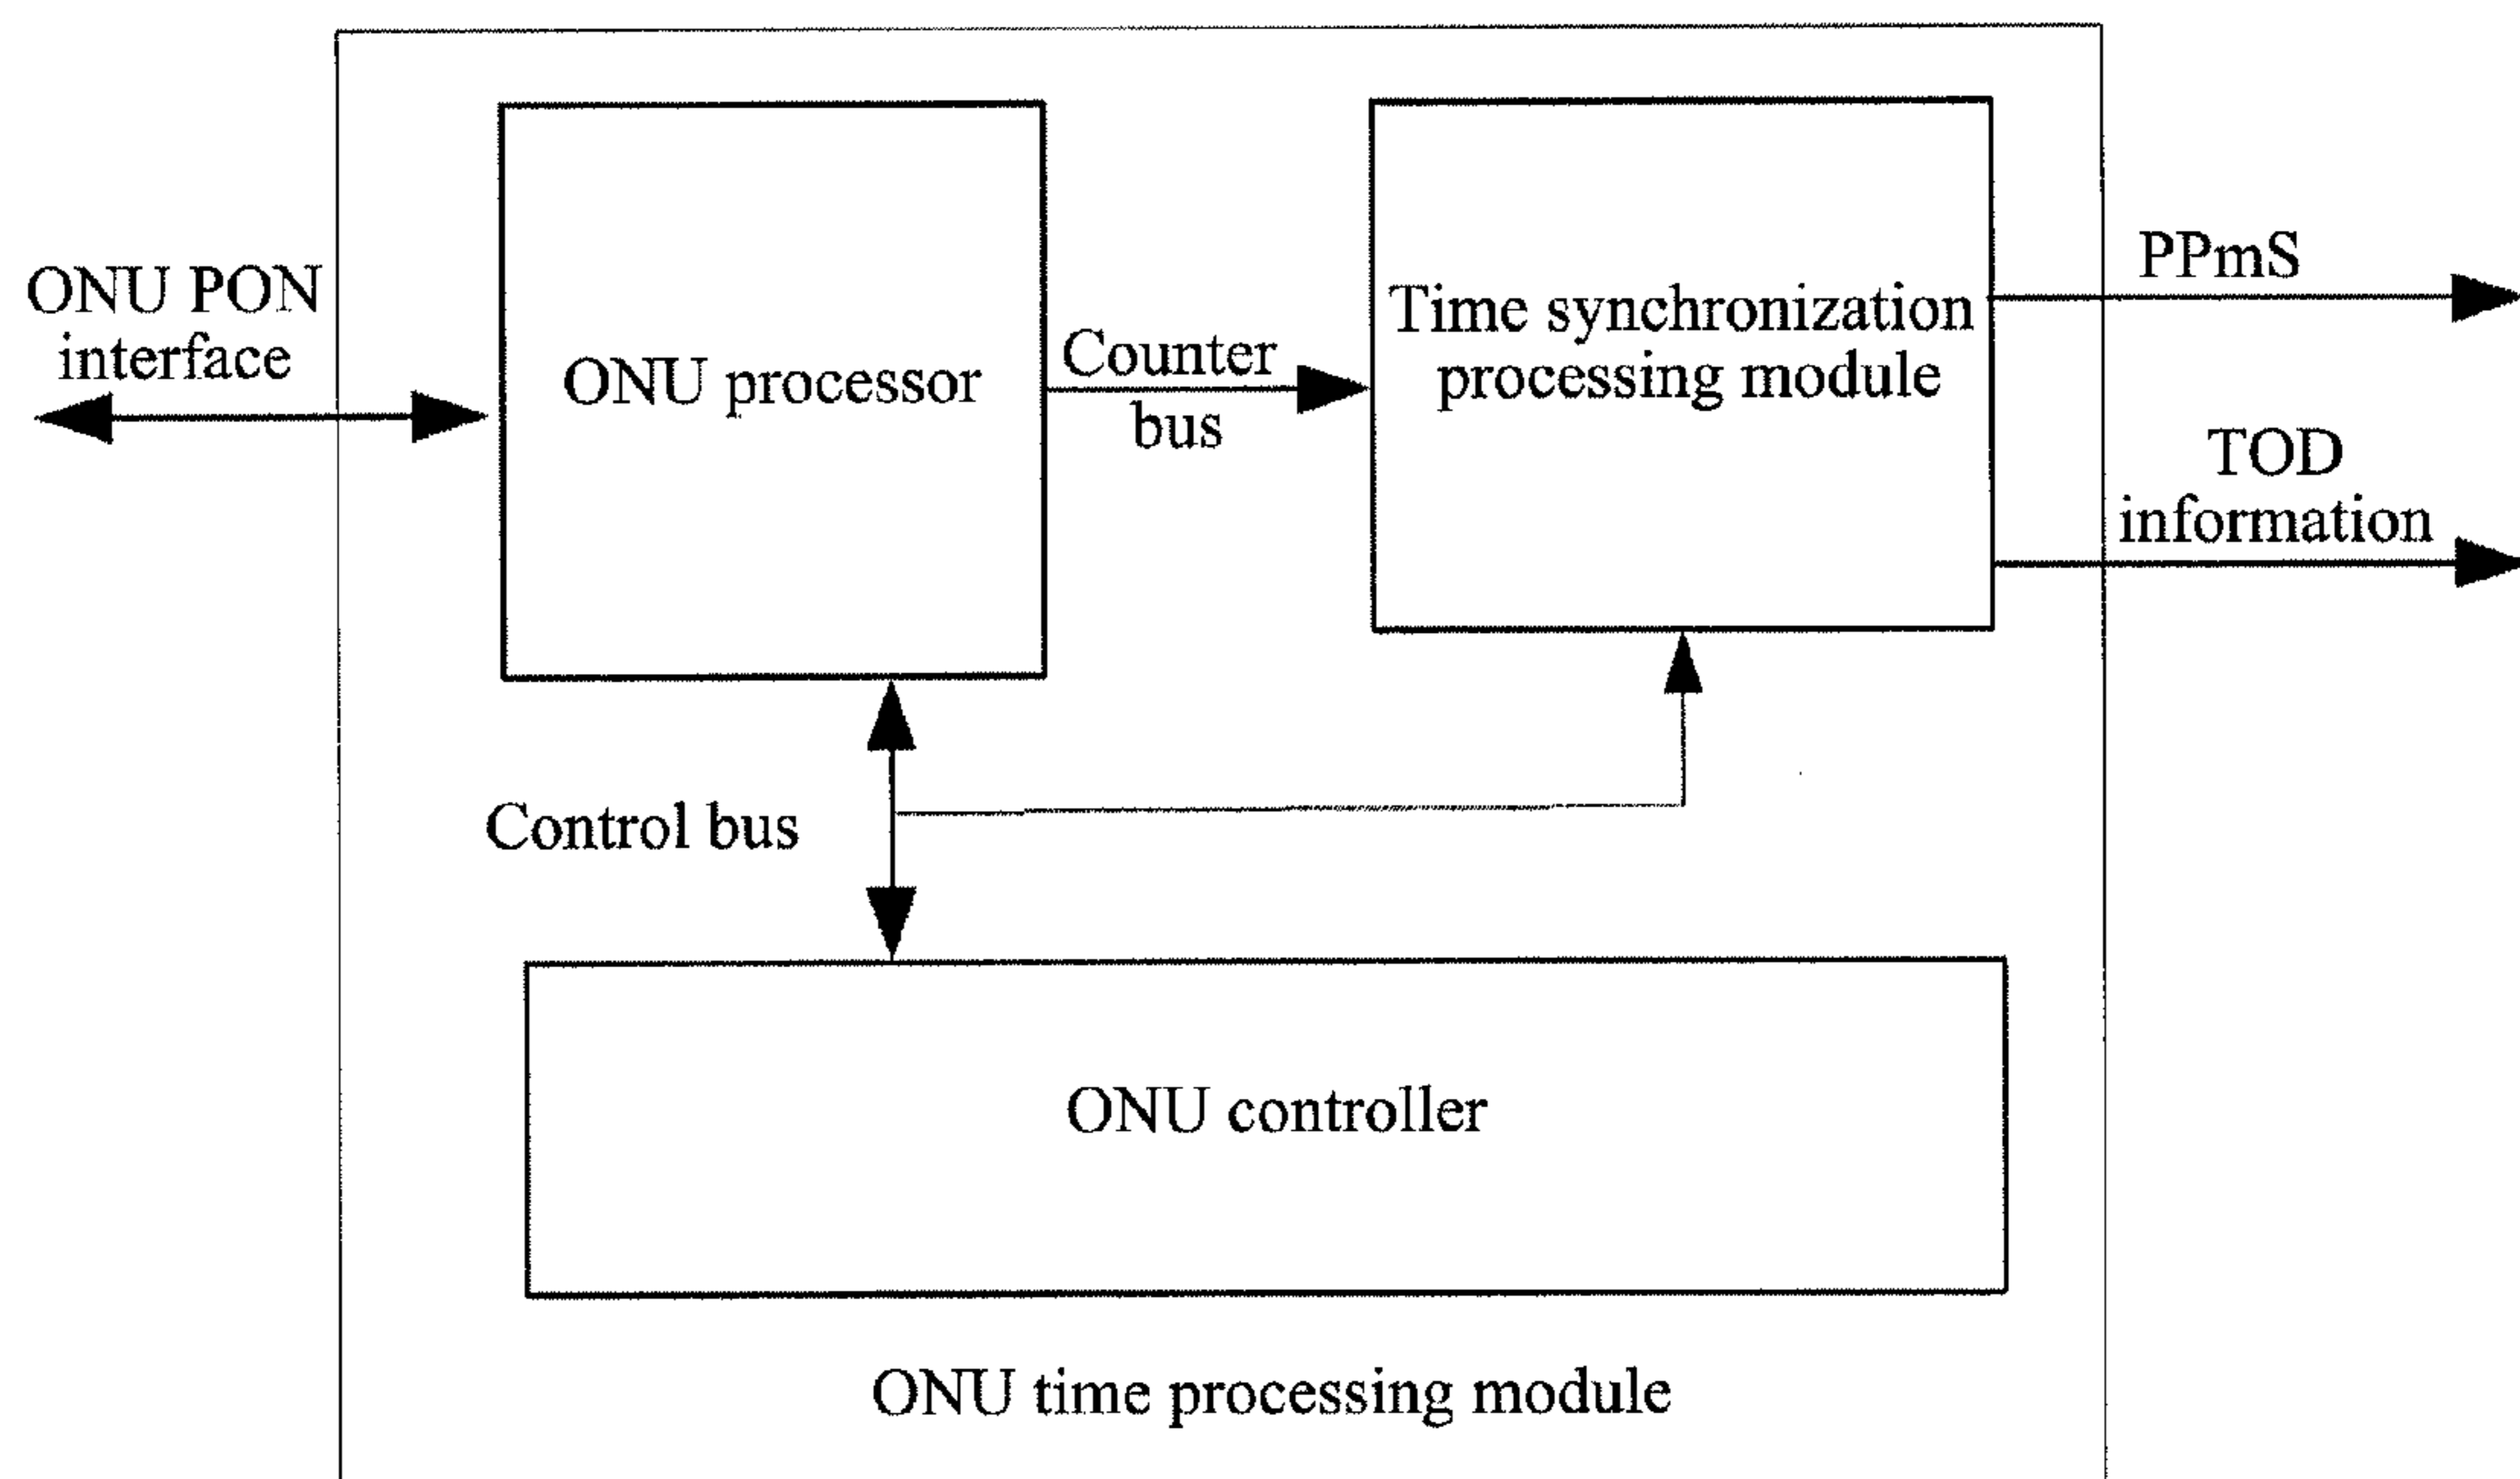 ONU PON
interface
ONU processor
Counter
bus
Time synchronization
processing module
PPmS
TOD
information
Control bus
ONU controller
ONU time processing module